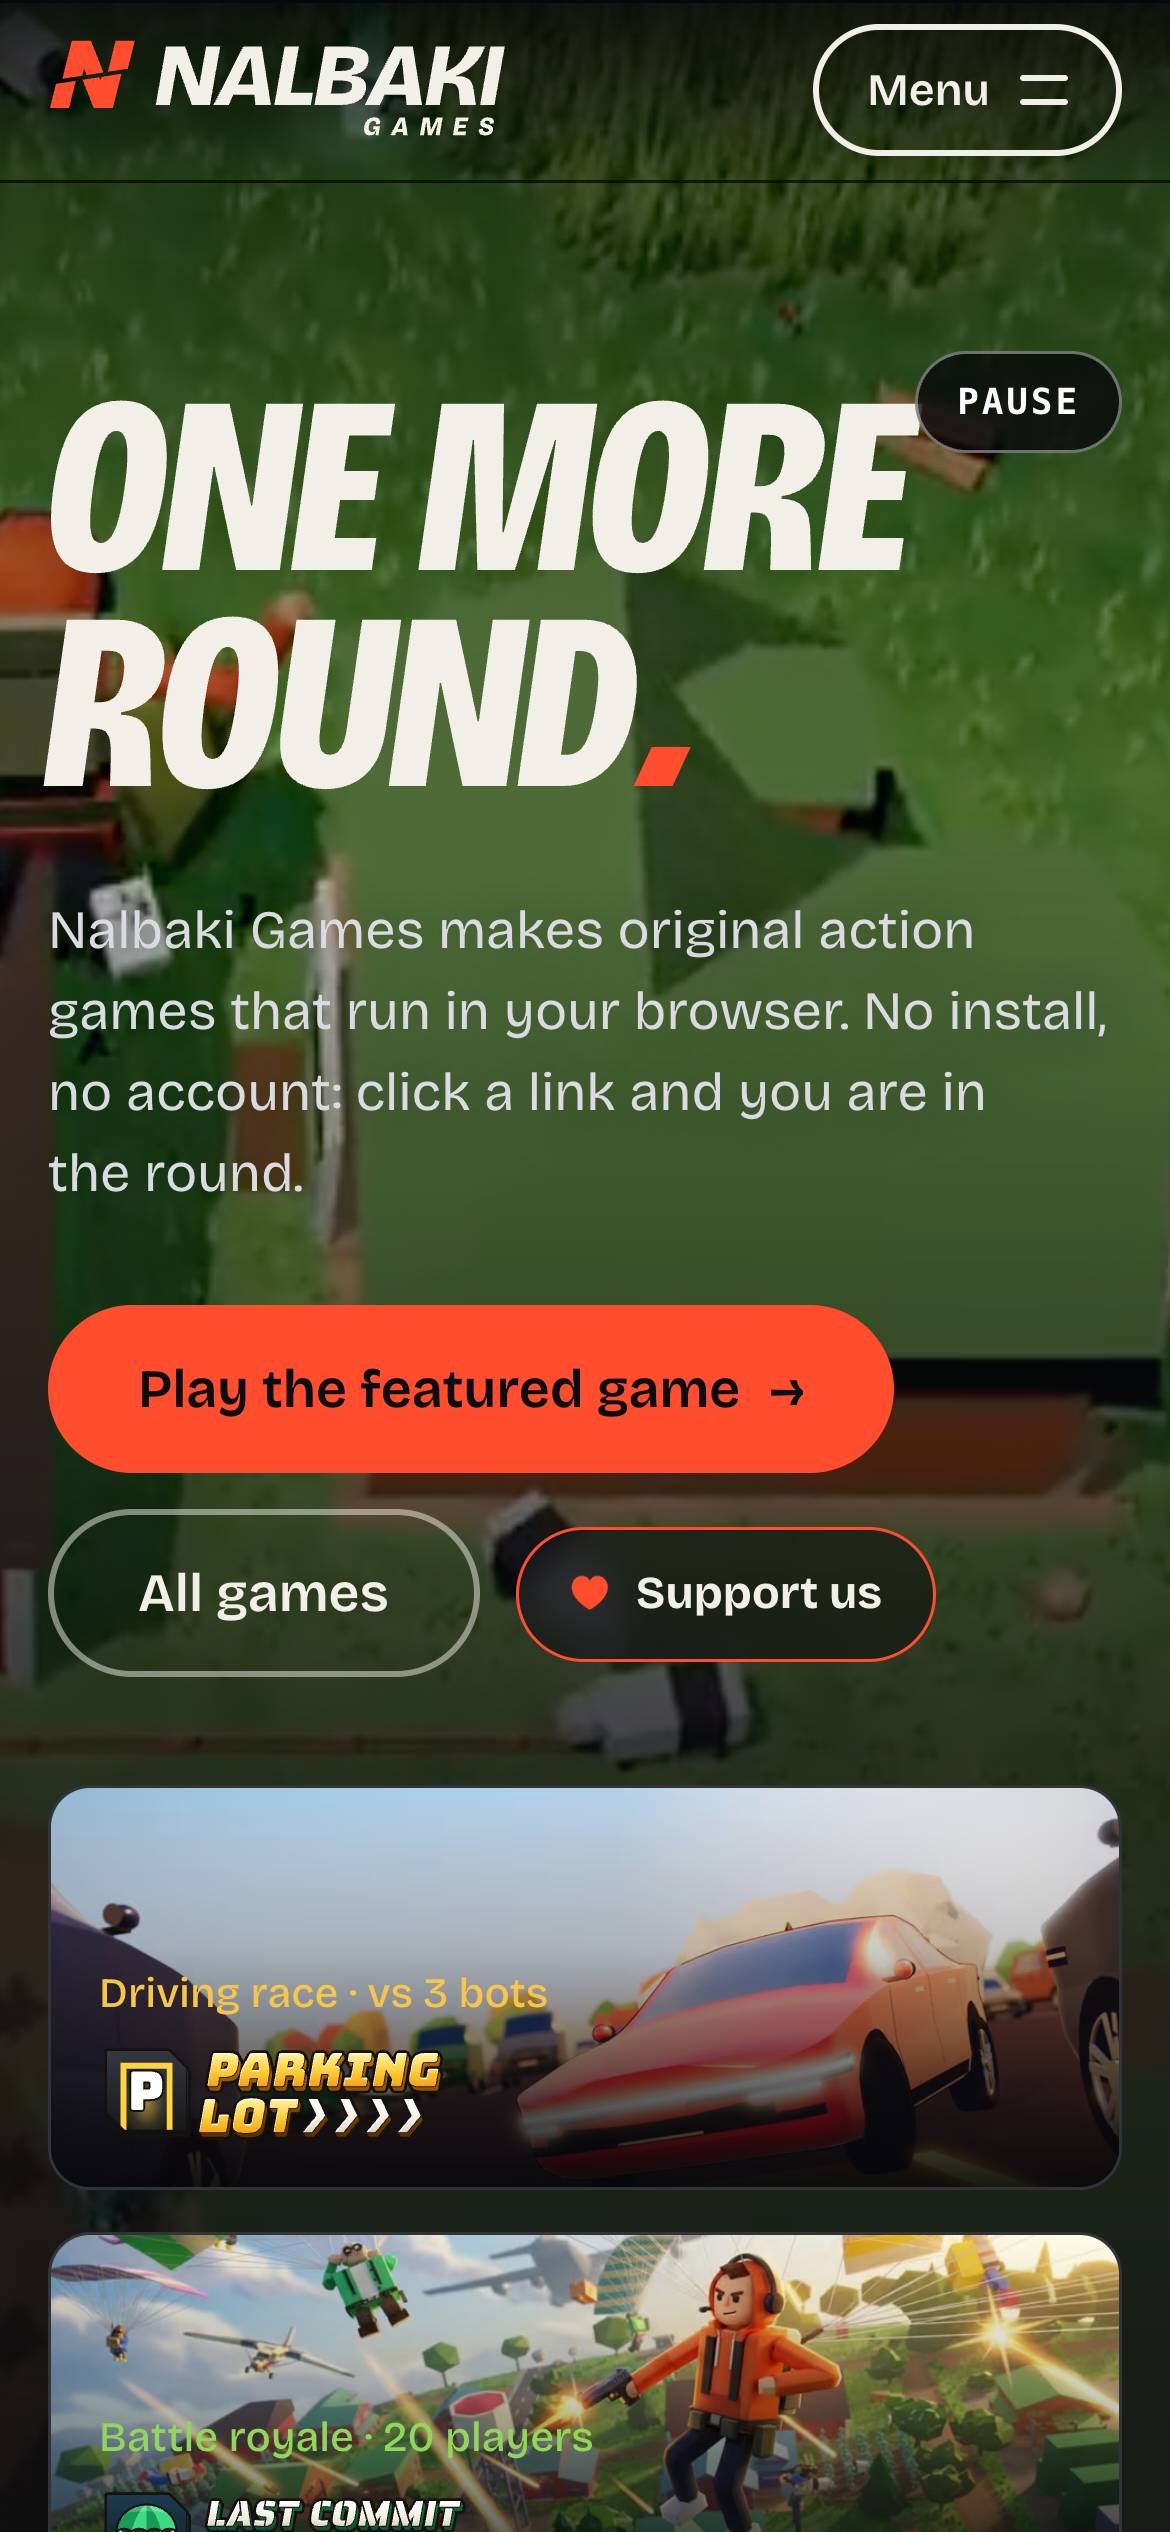 NALBAKI
GAMES
Menu
PAUSE
ONE MORE
ROUND.
Nalbaki Games makes original action
games that run in your browser. No install,
no account: click a link and you are in
the round.
Play the featured game →
All games
Support us
Driving race · vs 3 bots
P
PARKING
LOT
Battle royale · 20 players
LAST COMMIT